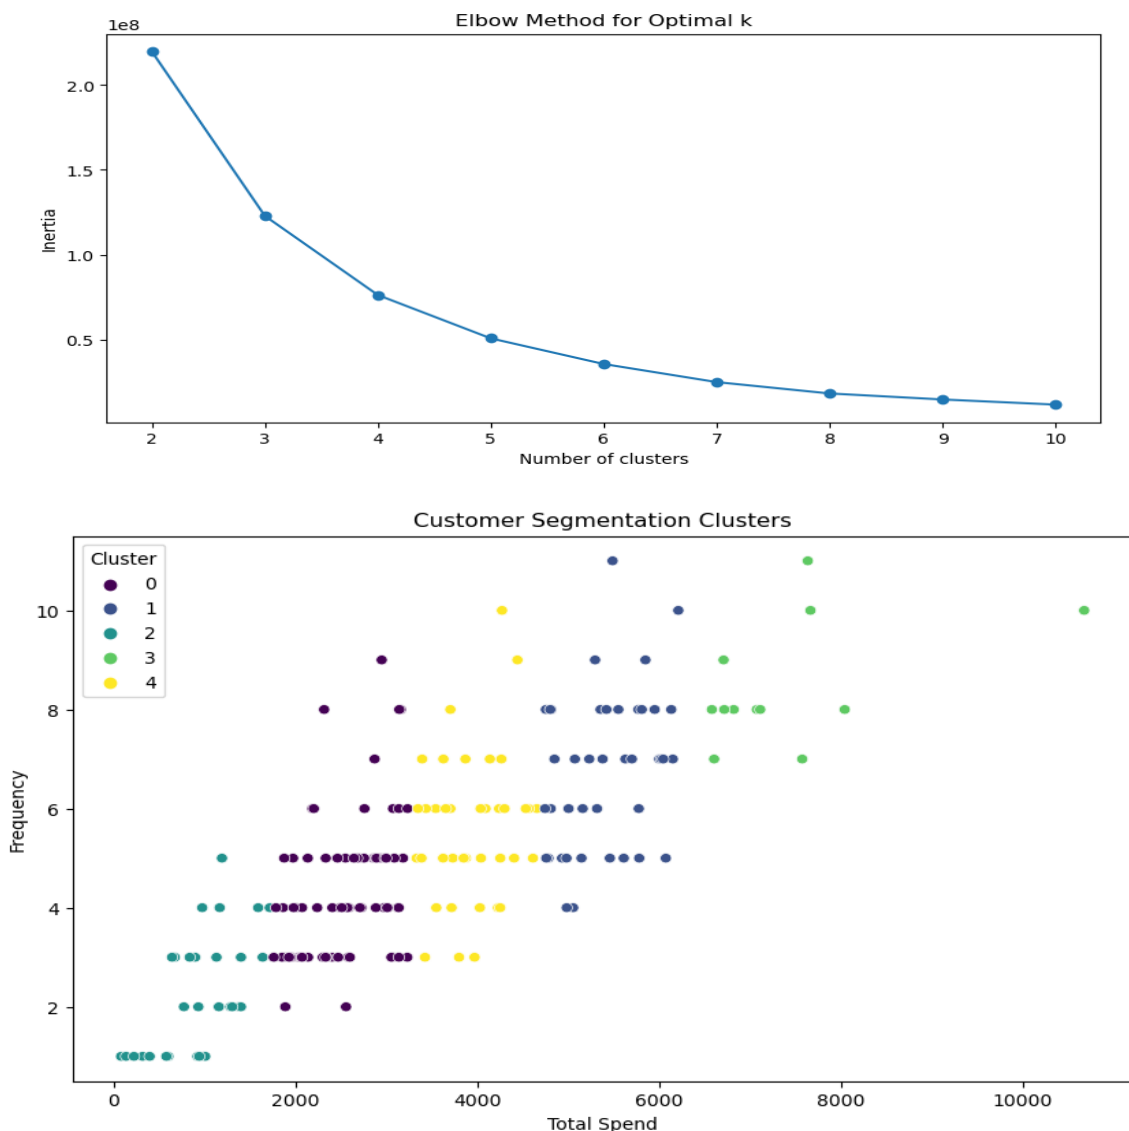 Elbow Method for Optimal k
1e8
2.0
1.5
1.0
0.5
Inertia
2 3 4 5 6 7 8 9 10
Number of clusters
Customer Segmentation Clusters
Cluster
0
1
2
3
4
10
8
6
4
2
Frequency
0 2000 4000 6000 8000 10000
Total Spend